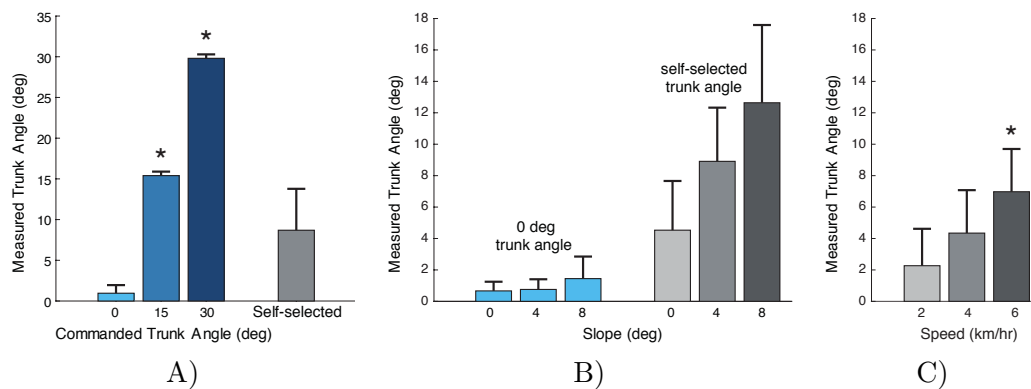 Measured Trunk Angle (deg)
35
30
25
20
15
10
5
0
*
*
0 15 30 Self-selected
Commanded Trunk Angle (deg)
A)
Measured Trunk Angle (deg)
18
16
14
12
10
8
6
4
2
0
self-selected
trunk angle
0 deg
trunk angle
0 4 8 0 4 8
Slope (deg)
B)
Measured Trunk Angle (deg)
18
16
14
12
10
8
6
4
2
0
*
2 4 6
Speed (km/hr)
C)